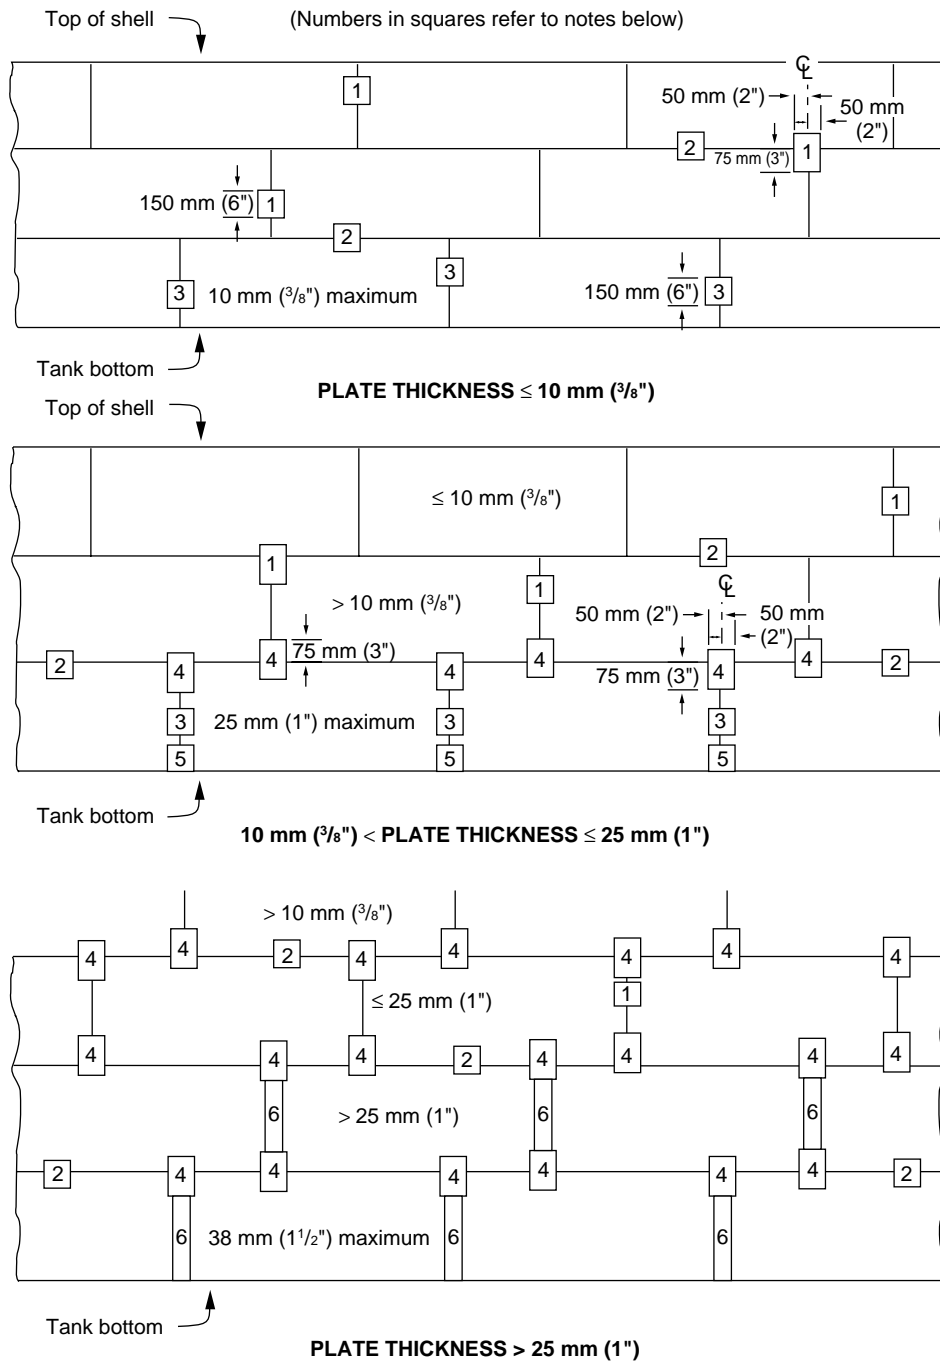 Top of shell
(Numbers in squares refer to notes below)
℄
1
50 mm (2")
50 mm
(2")
2
75 mm (3")
1
150 mm (6")
1
2
3
3
10 mm (3/8") maximum
150 mm (6")
3
Tank bottom
PLATE THICKNESS ≤ 10 mm (3/8")
Top of shell
≤ 10 mm (3/8")
1
1
2
1
> 10 mm (3/8")
℄
50 mm (2")
50 mm
(2")
2
4
4
75 mm (3")
4
4
75 mm (3")
4
4
2
3
25 mm (1") maximum
3
3
5
5
5
Tank bottom
10 mm (3/8") < PLATE THICKNESS ≤ 25 mm (1")
> 10 mm (3/8")
4
4
2
4
4
4
4
4
≤ 25 mm (1")
1
4
4
4
2
4
4
4
4
6
> 25 mm (1")
6
6
2
4
4
4
4
4
4
2
6
38 mm (1 1/2") maximum
6
6
Tank bottom
PLATE THICKNESS > 25 mm (1")